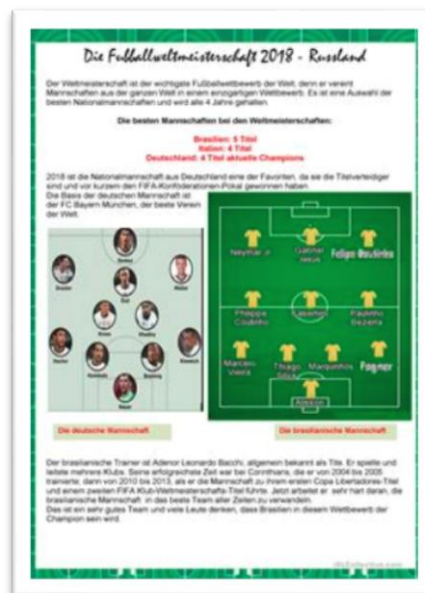 Die Fußballweltmeisterschaft 2018 - Russland
Der Weltmeisterschaft ist der wichtigste Fußballwettbewerb der Welt, denn er vereint
Mannschaften aus der ganzen Welt in einem einzigartigen Wettbewerb. Es ist eine Auswahl der
besten Nationalmannschaften und wird alle 4 Jahre gehalten.
Die besten Mannschaften bei den Weltmeisterschaften:
Brasilien: 5 Titel
Italien: 4 Titel
Deutschland: 4 Titel aktuelle Champions
2018 ist die Nationalmannschaft aus Deutschland eine der Favoriten, da sie die Titelverteidiger
sind und vor kurzem den FIFA-Konföderationen-Pokal gewonnen haben.
Die Basis der deutschen Mannschaft ist
der FC Bayern München, der beste Verein
der Welt.
Neymar Jr
Gabriel
Jesus
Philippe
Coutinho
Casemiro
Paulinho
Bezerra
Marcelo
Vieira
Thiago
Silva
Marquinhos
Fagner
Alisson
Die deutsche Mannschaft
Die brasilianische Mannschaft
Der brasilianische Trainer ist Adenor Leonardo Bacchi, allgemein bekannt als Tite. Er spielte und
leitete mehrere Klubs. Seine erfolgreichste Zeit war bei Corinthians, die er von 2004 bis 2005
trainierte, dann von 2010 bis 2013, als er die Mannschaft zu ihrem ersten Copa Libertadores-Titel
und einem zweiten FIFA Klub-Weltmeisterschafts-Titel führte. Jetzt arbeitet er sehr hart daran, die
brasilianische Mannschaft in das beste Team aller Zeiten zu verwandeln.
Das ist ein sehr gutes Team und viele Leute denken, dass Brasilien in diesem Wettbewerb der
Champion sein wird.